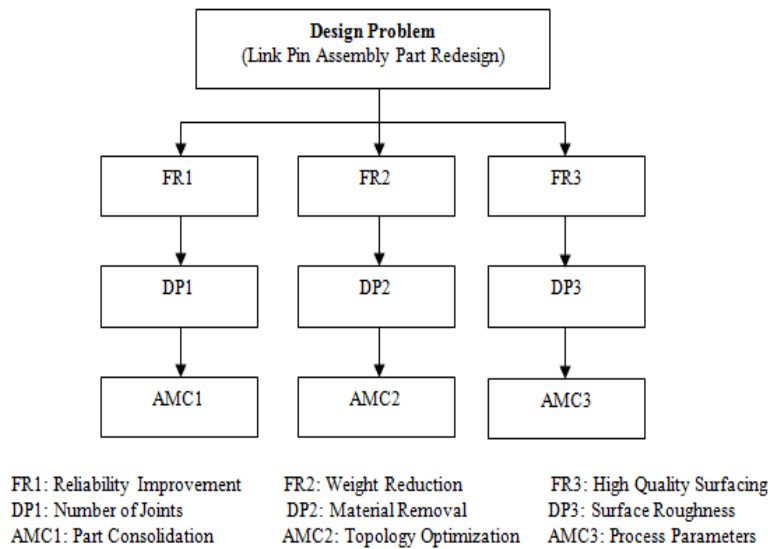 Design Problem
(Link Pin Assembly Part Redesign)
FR1 FR2 FR3
DP1 DP2 DP3
AMC1 AMC2 AMC3
FR1: Reliability Improvement FR2: Weight Reduction FR3: High Quality Surfacing
DP1: Number of Joints DP2: Material Removal DP3: Surface Roughness
AMC1: Part Consolidation AMC2: Topology Optimization AMC3: Process Parameters